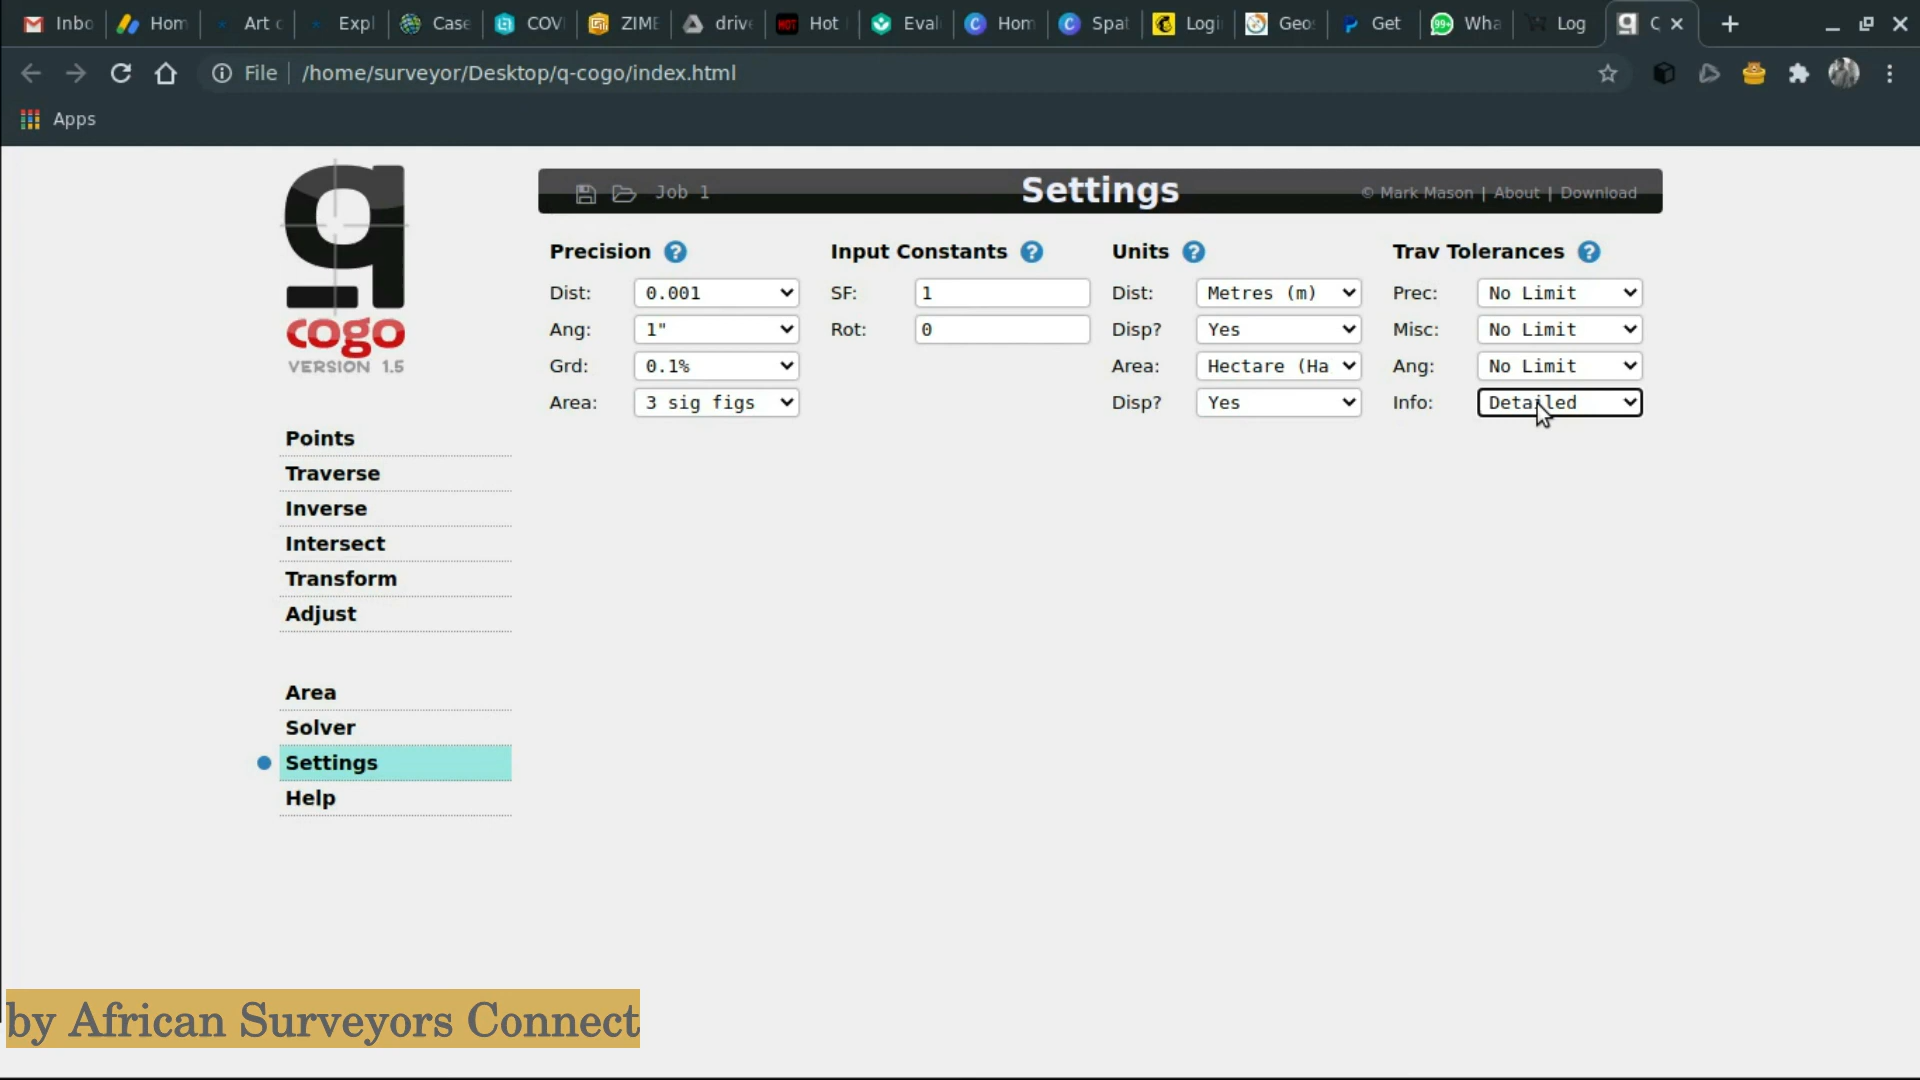 Inbo Hom Art c Expl Case COVI ZIME drive Hot Eval Hom Spat Logi Geos Get Wha Log C
File /home/surveyor/Desktop/q-cogo/index.html
Apps
q
cogo
VERSION 1.5
Job 1 Settings © Mark Mason | About | Download
Precision ? Input Constants ? Units ? Trav Tolerances ?
Dist: 0.001 SF: 1 Dist: Metres (m) Prec: No Limit
Ang: 1" Rot: 0 Disp? Yes Misc: No Limit
Grd: 0.1% Area: Hectare (Ha Ang: No Limit
Area: 3 sig figs Disp? Yes Info: Detailed
Points
Traverse
Inverse
Intersect
Transform
Adjust
Area
Solver
Settings
Help
by African Surveyors Connect